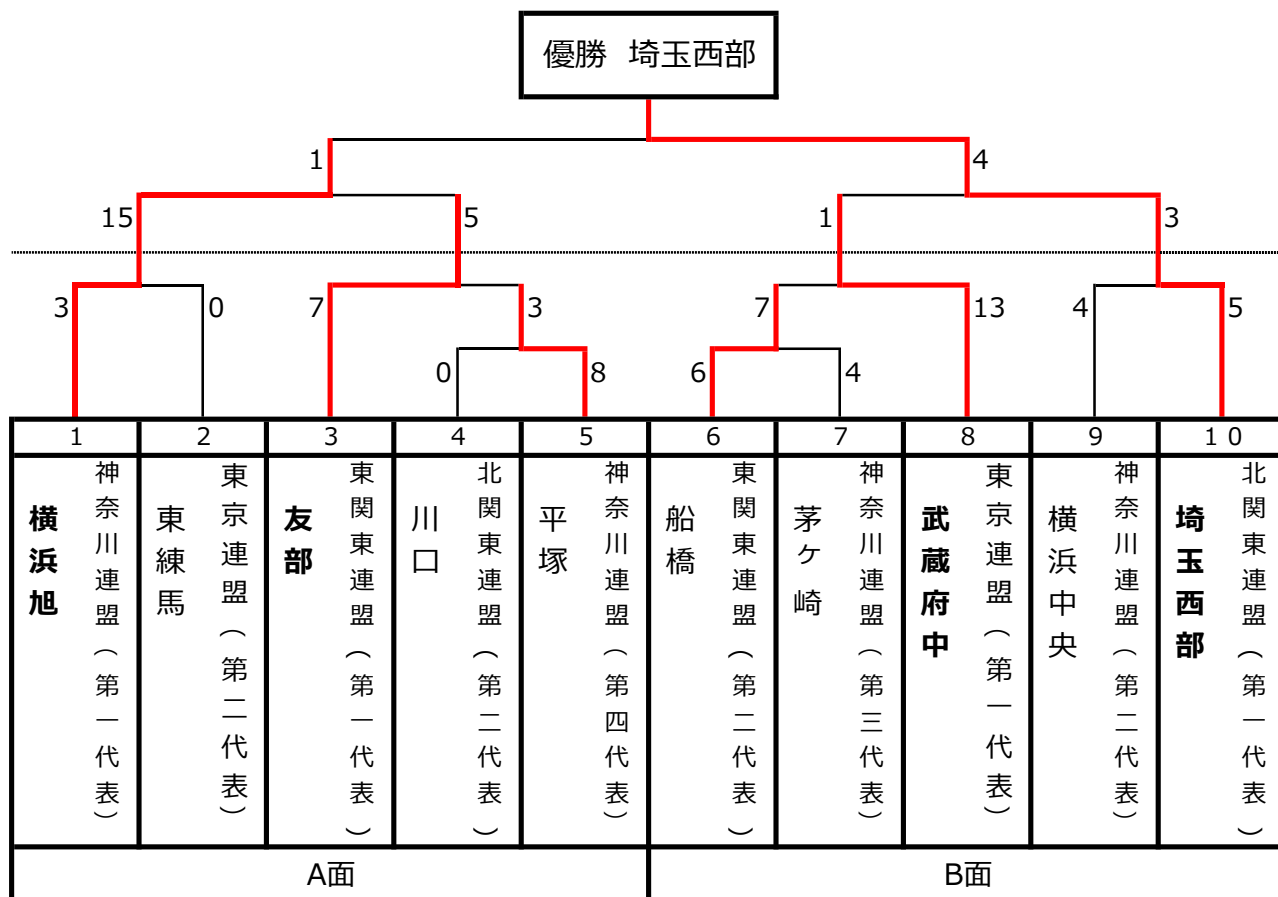 優勝 埼玉西部
1
4
15
5
1
3
3
0
7
3
7
13
4
5
0
8
6
4
1
2
3
4
5
6
7
8
9
10
横浜旭
神奈川連盟(第一代表)
東練馬
東京連盟(第二代表)
友部
東関東連盟(第一代表)
川口
北関東連盟(第二代表)
平塚
神奈川連盟(第四代表)
船橋
東関東連盟(第二代表)
茅ケ崎
神奈川連盟(第三代表)
武蔵府中
東京連盟(第一代表)
横浜中央
神奈川連盟(第二代表)
埼玉西部
北関東連盟(第一代表)
A面
B面